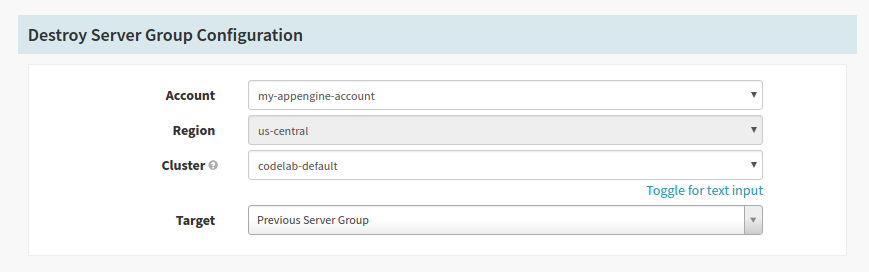 Destroy Server Group Configuration
Account my-appengine-account
Region us-central
Cluster codelab-default
Toggle for text input
Target Previous Server Group